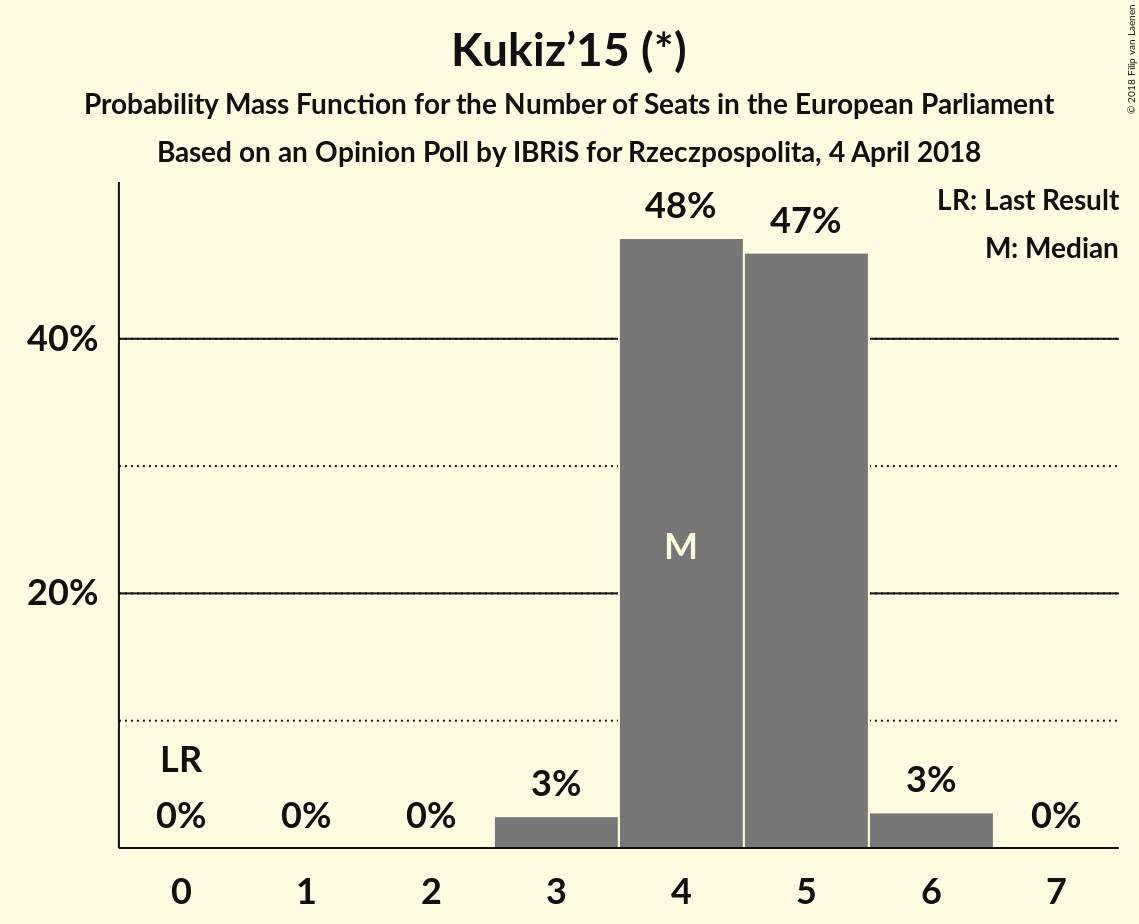 Kukiz’15 (*)
Probability Mass Function for the Number of Seats in the European Parliament
Based on an Opinion Poll by IBRiS for Rzeczpospolita, 4 April 2018
© 2018 Filip van Laenen
LR: Last Result
M: Median
48%
47%
40%
M
20%
LR
0%
0%
0%
3%
3%
0%
0
1
2
3
4
5
6
7